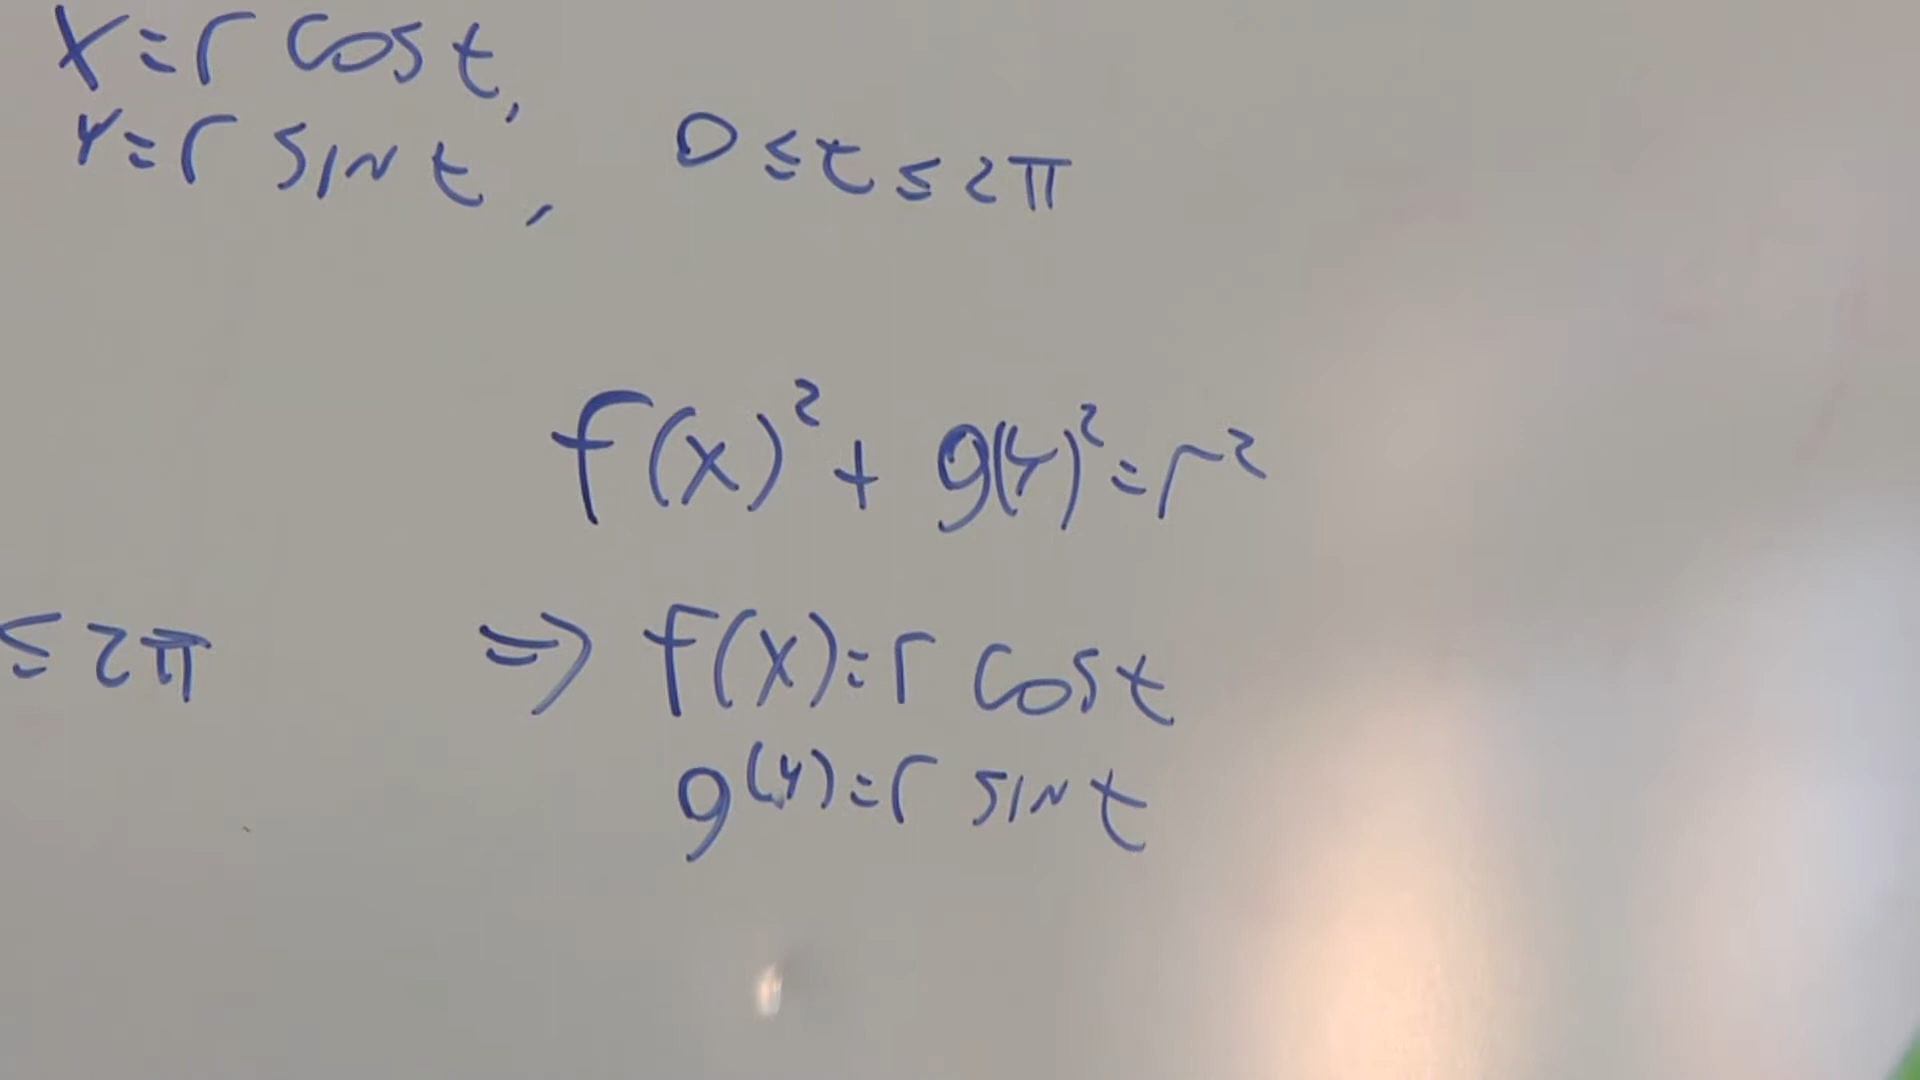 x = r cos t,
y = r sin t, 0 ≤ t ≤ 2π
f(x)² + g(y)² = r²
≤ 2π ⇒ f(x) = r cos t
g(y) = r sin t